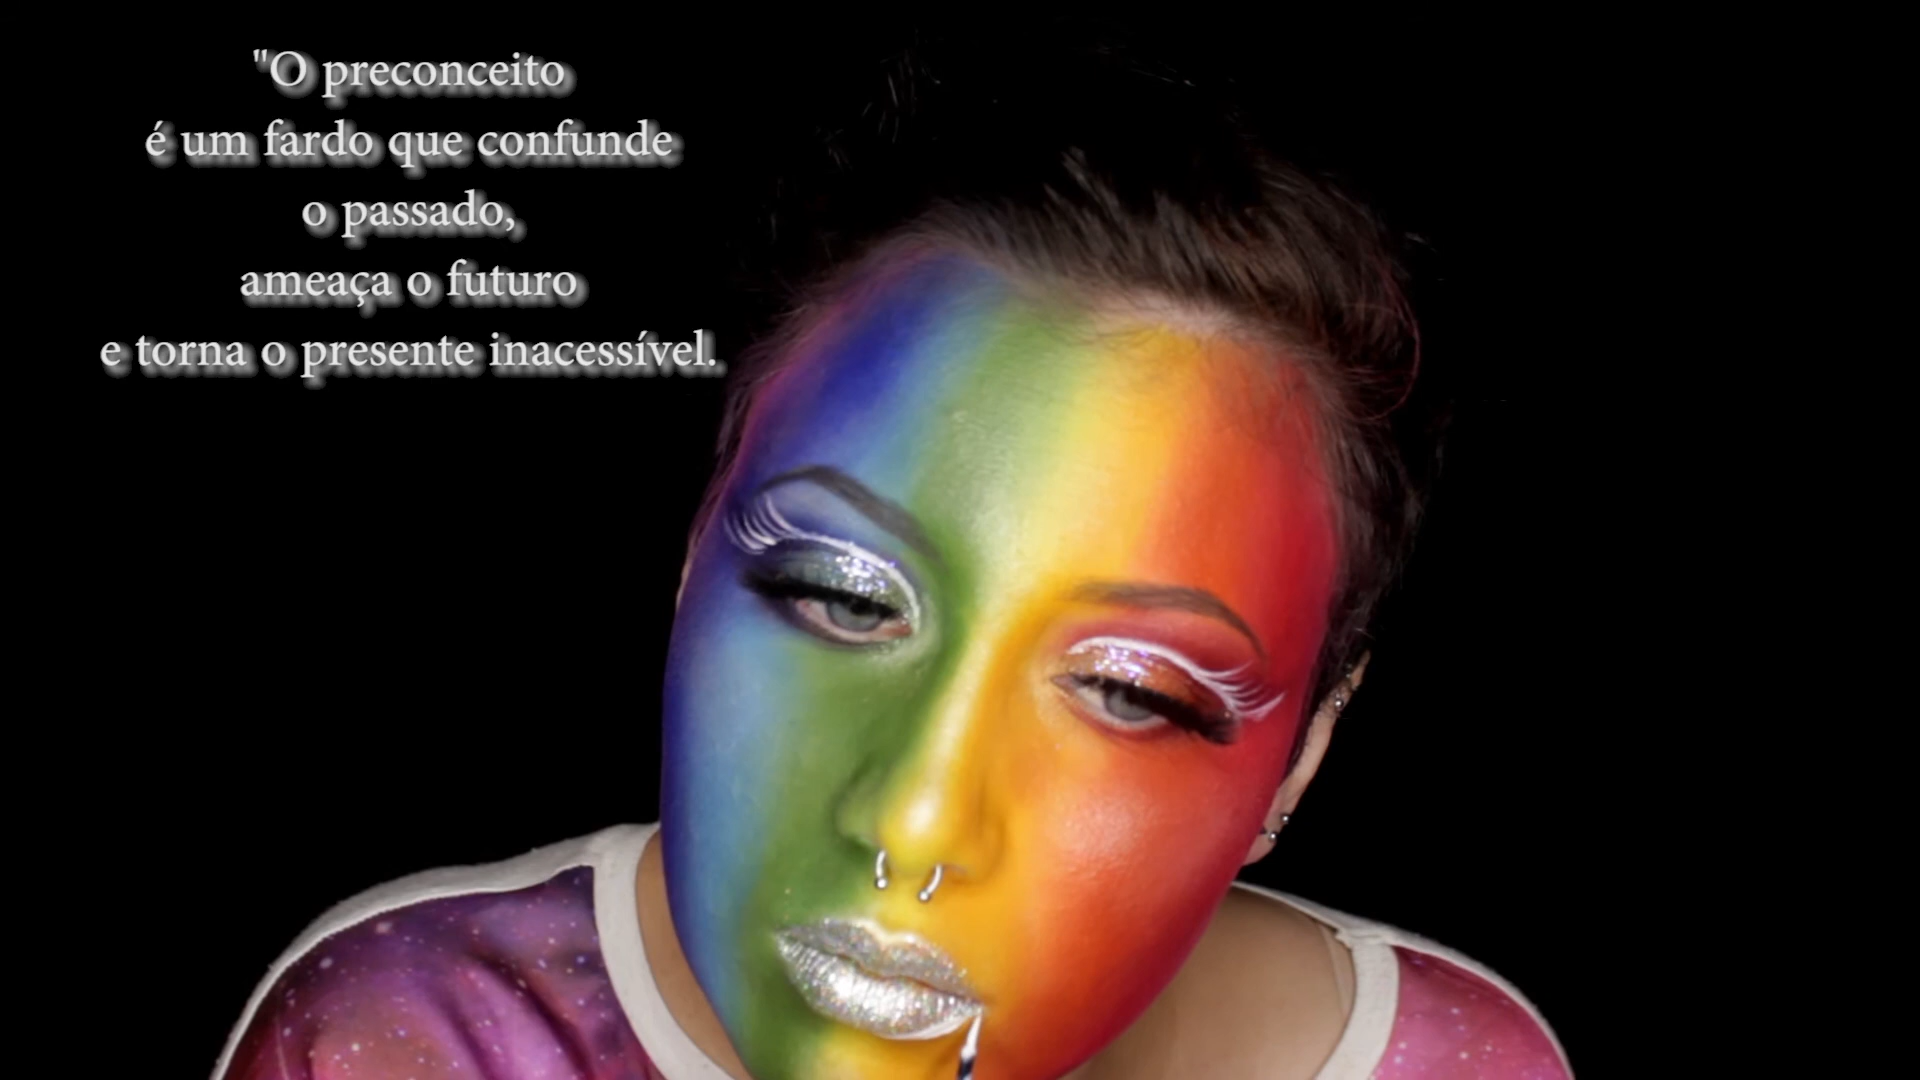 "O preconceito
é um fardo que confunde
o passado,
ameaça o futuro
e torna o presente inacessível.